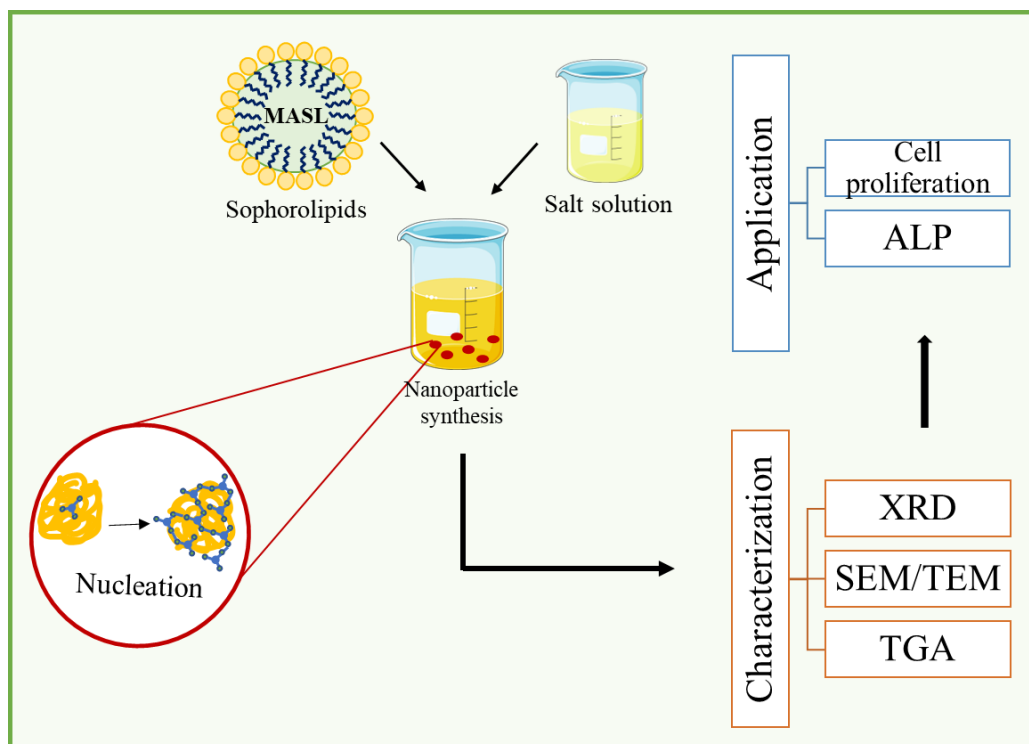 MASL
Sophorolipids
Salt solution
Nanoparticle
synthesis
Nucleation
Application
Cell
proliferation
ALP
Characterization
XRD
SEM/TEM
TGA